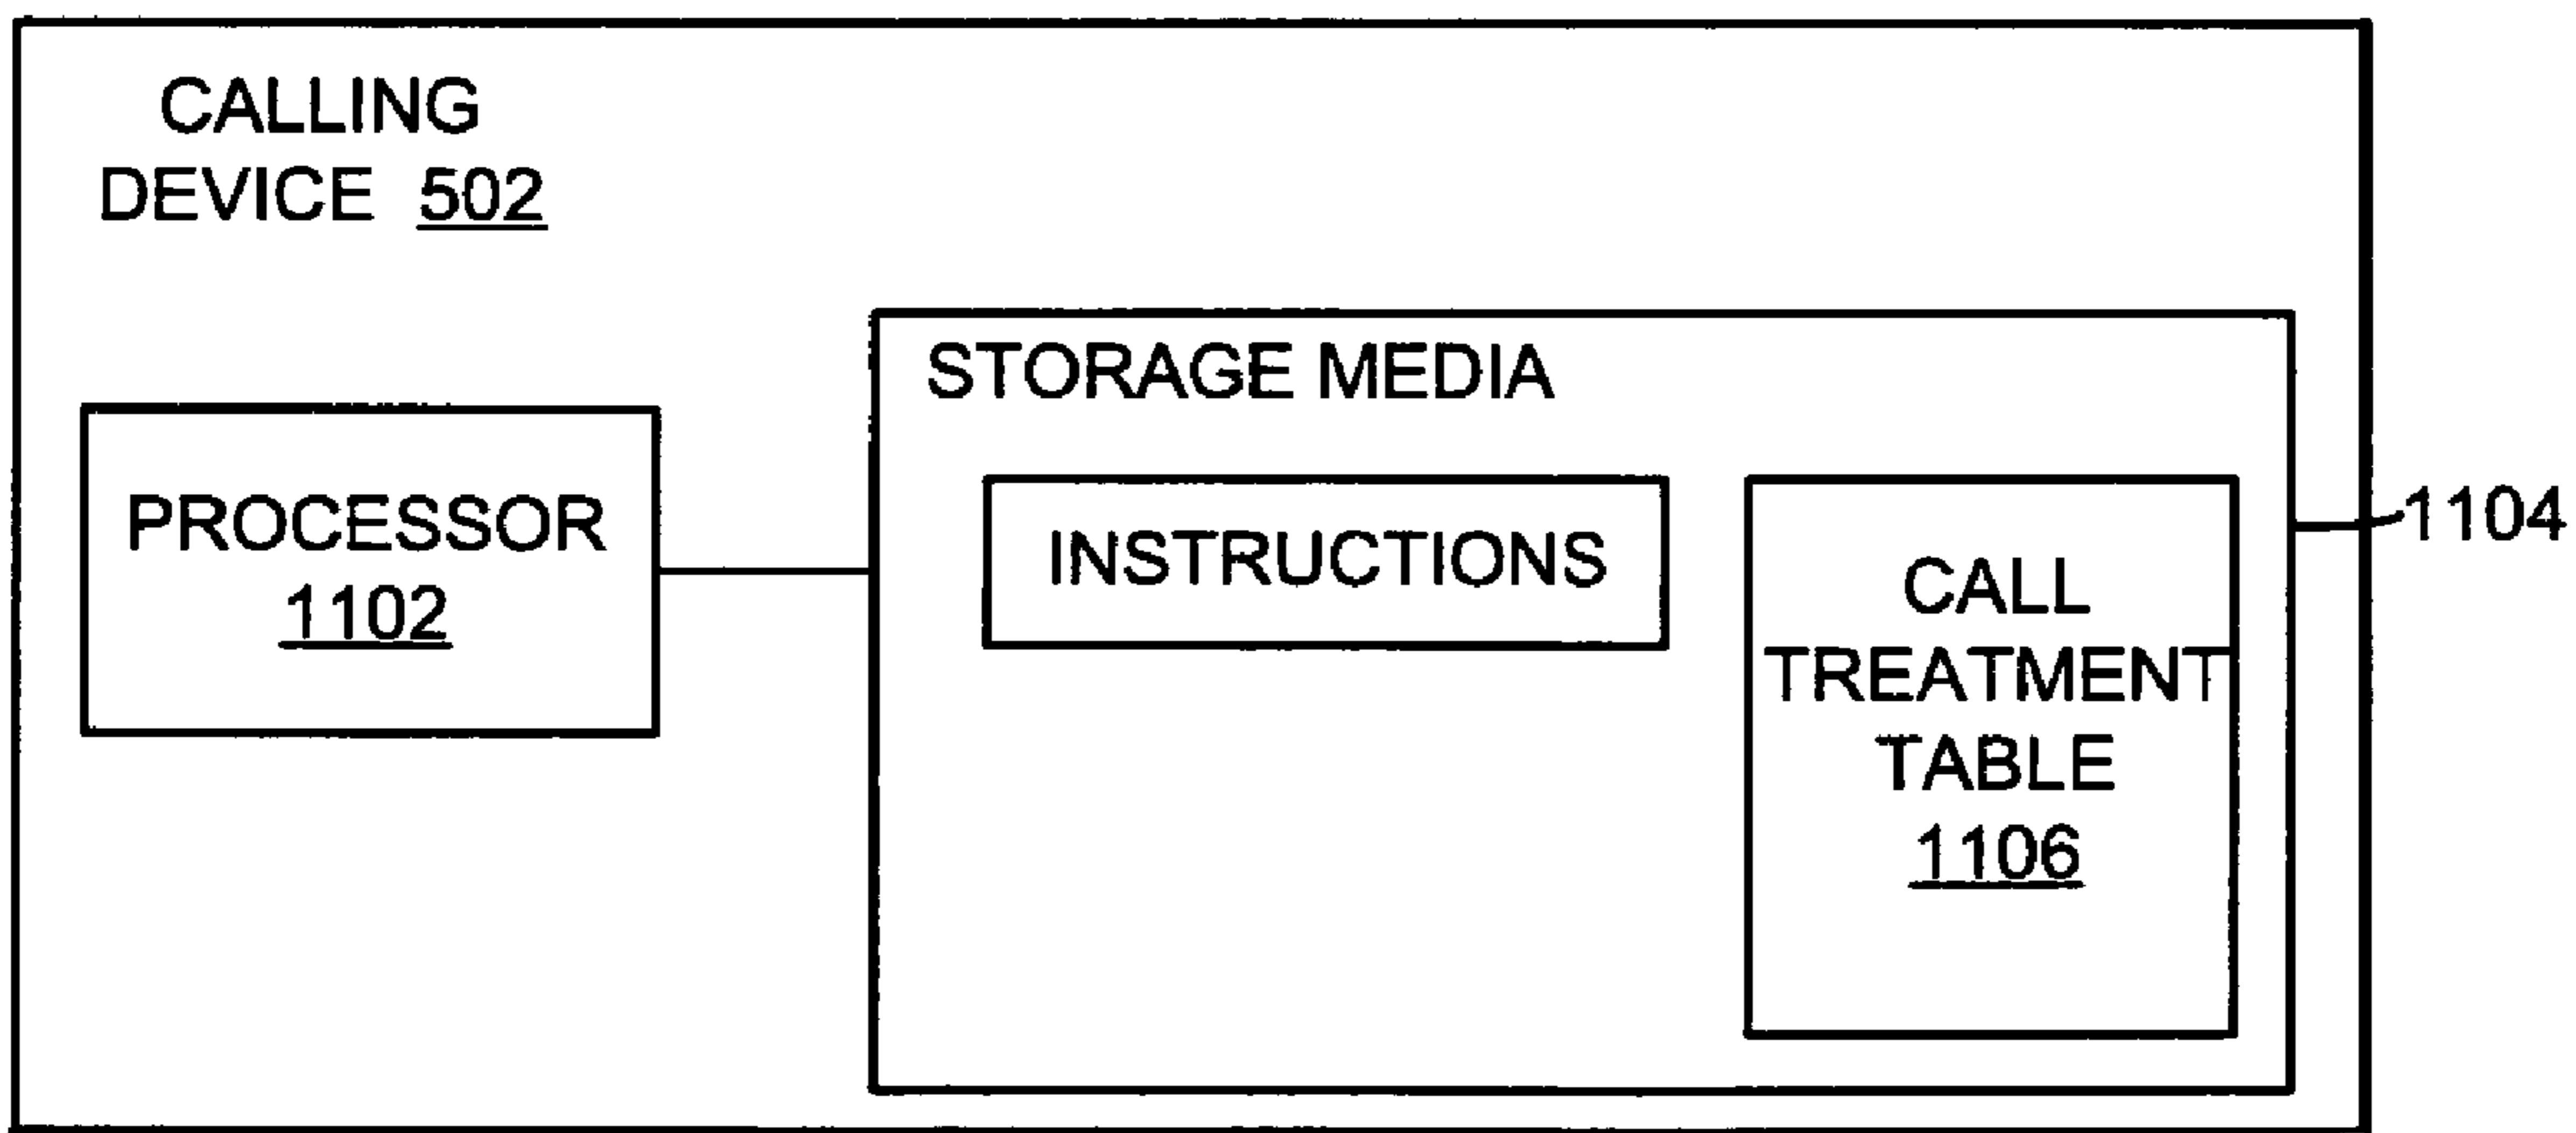 CALLING
DEVICE 502
STORAGE MEDIA
PROCESSOR
1102
INSTRUCTIONS
CALL
TREATMENT
TABLE
1106
1104